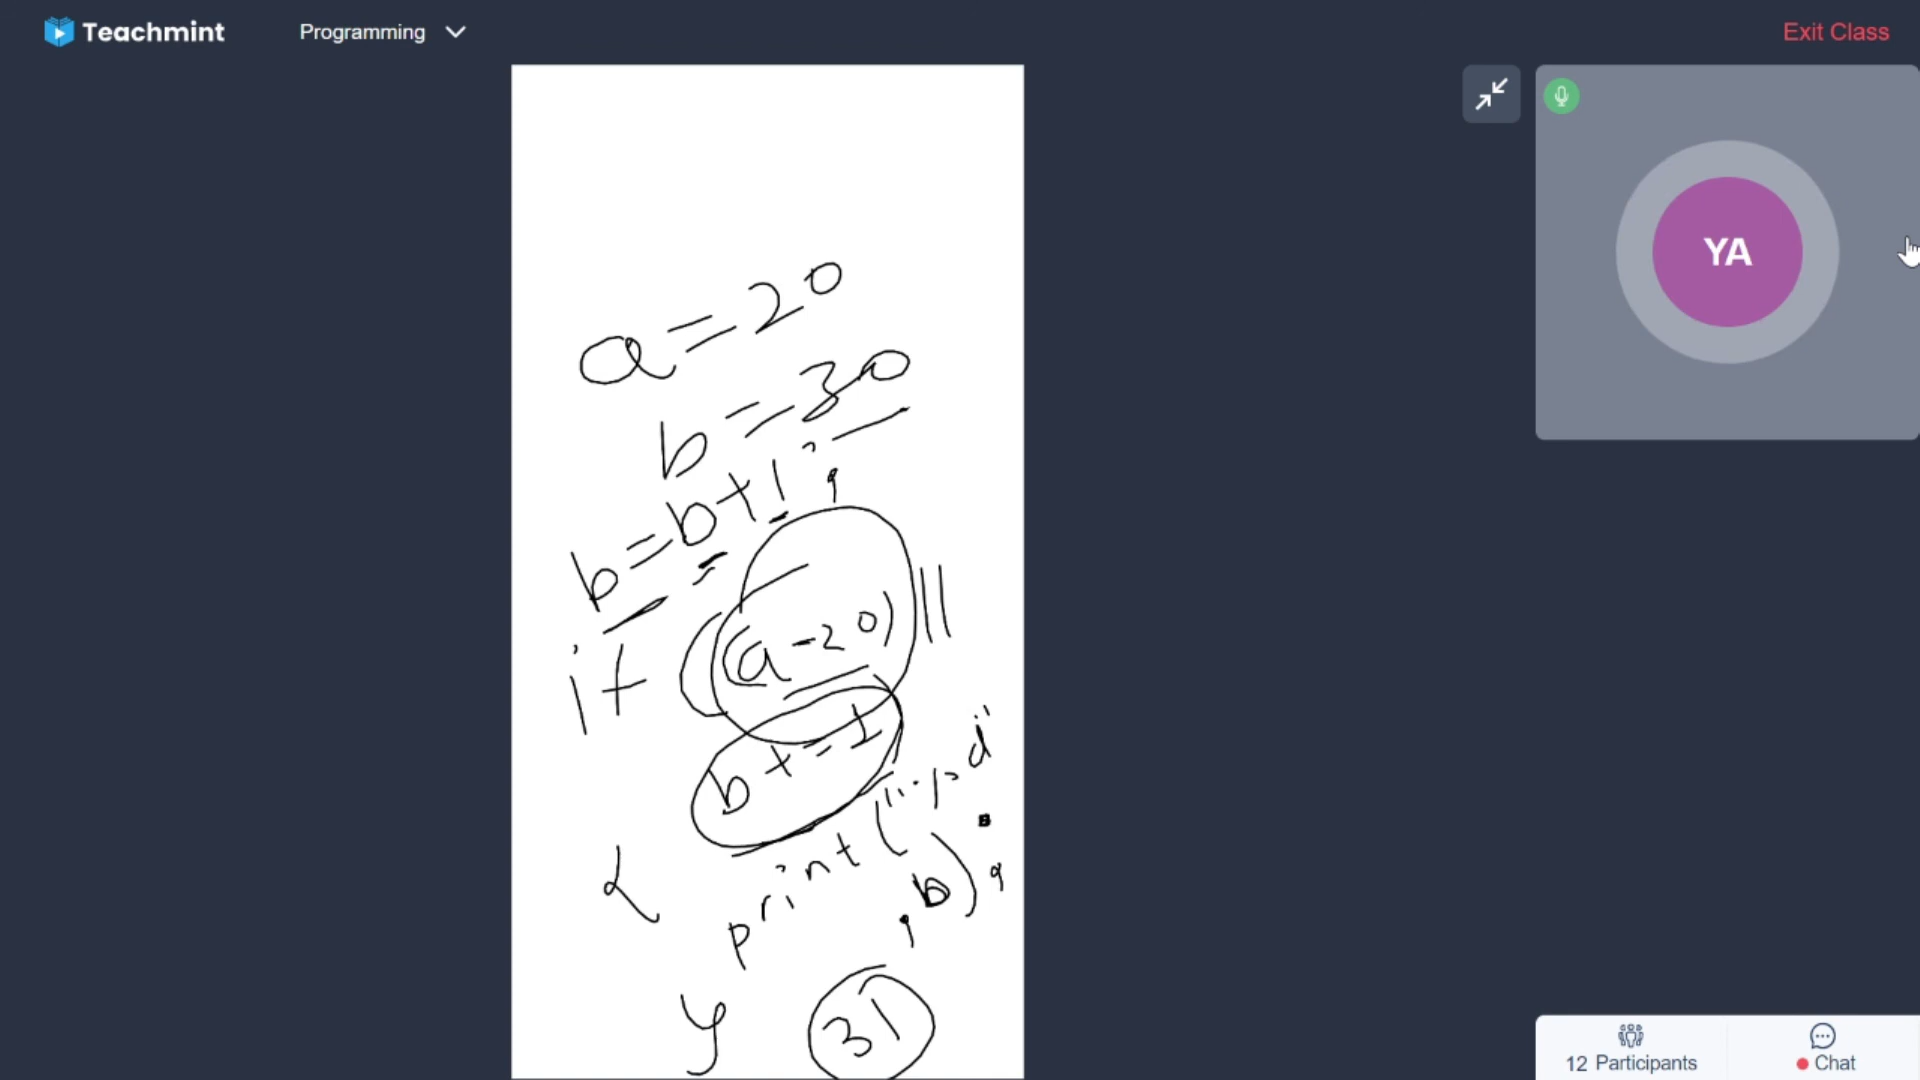 Teachmint Programming Exit Class
YA
a=20
b=30
b=b+1;
if ((a-20)||
b+=1
{ print("%d"
,b);
}
31
12 Participants Chat